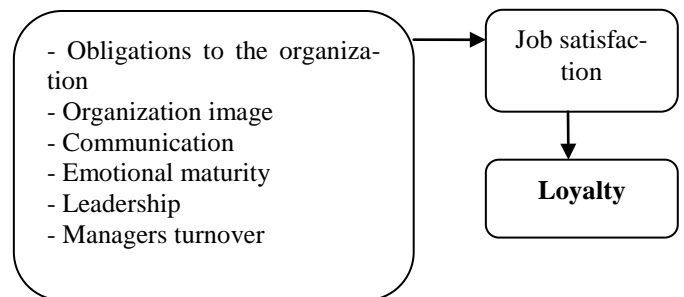 - Obligations to the organiza-
tion
- Organization image
- Communication
- Emotional maturity
- Leadership
- Managers turnover
Job satisfac-
tion
Loyalty